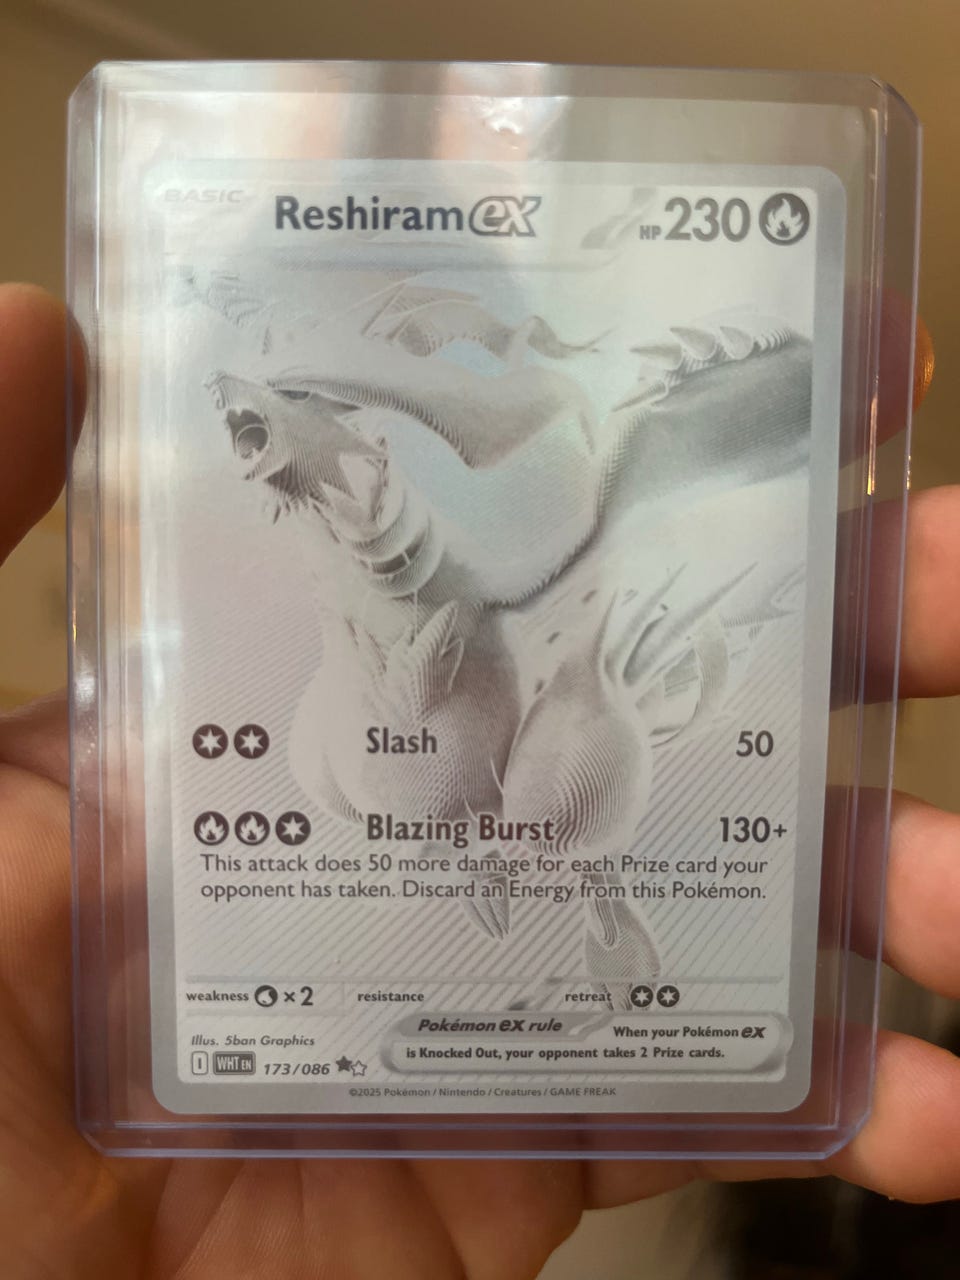 BASIC
Reshiram ex HP 230
Slash 50
Blazing Burst 130+
This attack does 50 more damage for each Prize card your
opponent has taken. Discard an Energy from this Pokémon.
weakness ×2 resistance retreat
Illus. 5ban Graphics
Pokémon ex rule When your Pokémon ex
is Knocked Out, your opponent takes 2 Prize cards.
I WHT EN 173/086
©2025 Pokémon / Nintendo / Creatures / GAME FREAK